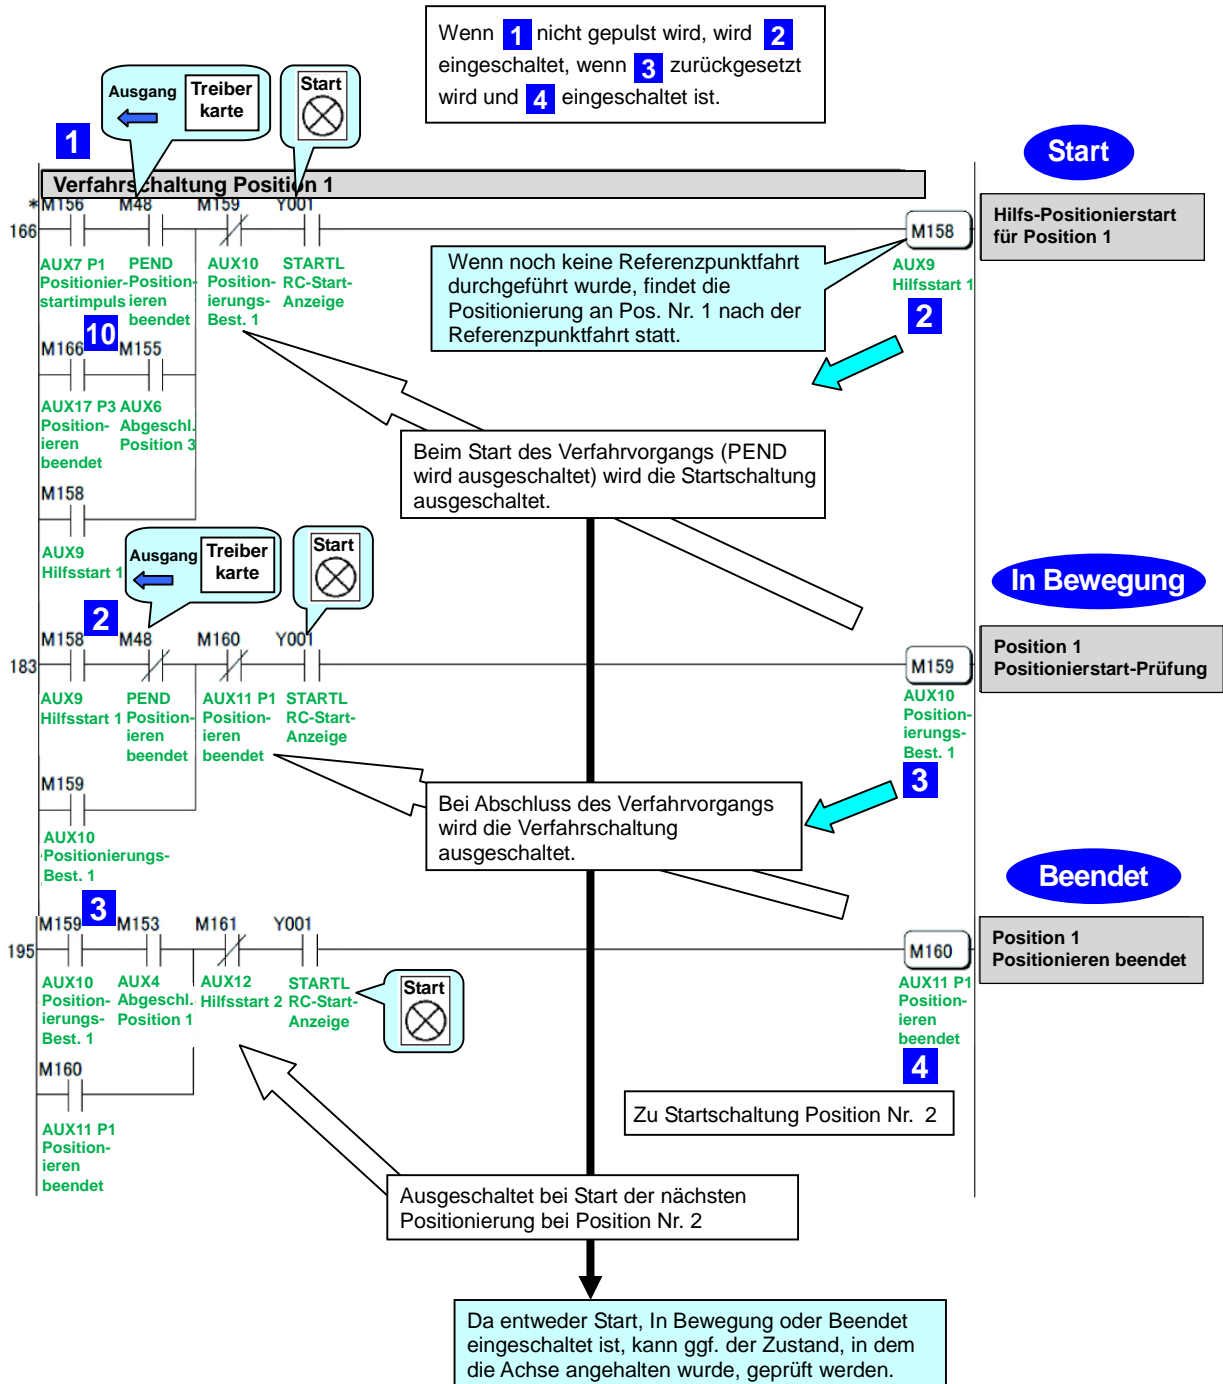 Wenn 1 nicht gepulst wird, wird 2
eingeschaltet, wenn 3 zurückgesetzt
wird und 4 eingeschaltet ist.
Ausgang
Treiber
karte
Start
1
Start
Verfahrschaltung Position 1
Hilfs-Positionierstart
für Position 1
*M156 M48 M159 Y001
166
M158
AUX7 P1
Positionier-
startimpuls
PEND
Position-
ieren
beendet
AUX10
Position-
ierungs-
Best. 1
STARTL
RC-Start-
Anzeige
AUX9
Hilfsstart 1
2
Wenn noch keine Referenzpunktfahrt
durchgeführt wurde, findet die
Positionierung an Pos. Nr. 1 nach der
Referenzpunktfahrt statt.
10
M166 M155
AUX17 P3
Position-
ieren
beendet
AUX6
Abgeschl.
Position 3
Beim Start des Verfahrvorgangs (PEND
wird ausgeschaltet) wird die Startschaltung
ausgeschaltet.
M158
AUX9
Hilfsstart 1
Ausgang
Treiber
karte
Start
In Bewegung
2
M158 M48 M160 Y001
183
M159
Position 1
Positionierstart-Prüfung
AUX9
Hilfsstart 1
PEND
Position-
ieren
beendet
AUX11 P1
Position-
ieren
beendet
STARTL
RC-Start-
Anzeige
AUX10
Position-
ierungs-
Best. 1
3
M159
AUX10
Positionierungs-
Best. 1
Bei Abschluss des Verfahrvorgangs
wird die Verfahrschaltung
ausgeschaltet.
Beendet
3
M159 M153 M161 Y001
195
M160
Position 1
Positionieren beendet
AUX10
Position-
ierungs-
Best. 1
AUX4
Abgeschl.
Position 1
AUX12
Hilfsstart 2
STARTL
RC-Start-
Anzeige
Start
AUX11 P1
Position-
ieren
beendet
4
M160
AUX11 P1
Position-
ieren
beendet
Zu Startschaltung Position Nr. 2
Ausgeschaltet bei Start der nächsten
Positionierung bei Position Nr. 2
Da entweder Start, In Bewegung oder Beendet
eingeschaltet ist, kann ggf. der Zustand, in dem
die Achse angehalten wurde, geprüft werden.